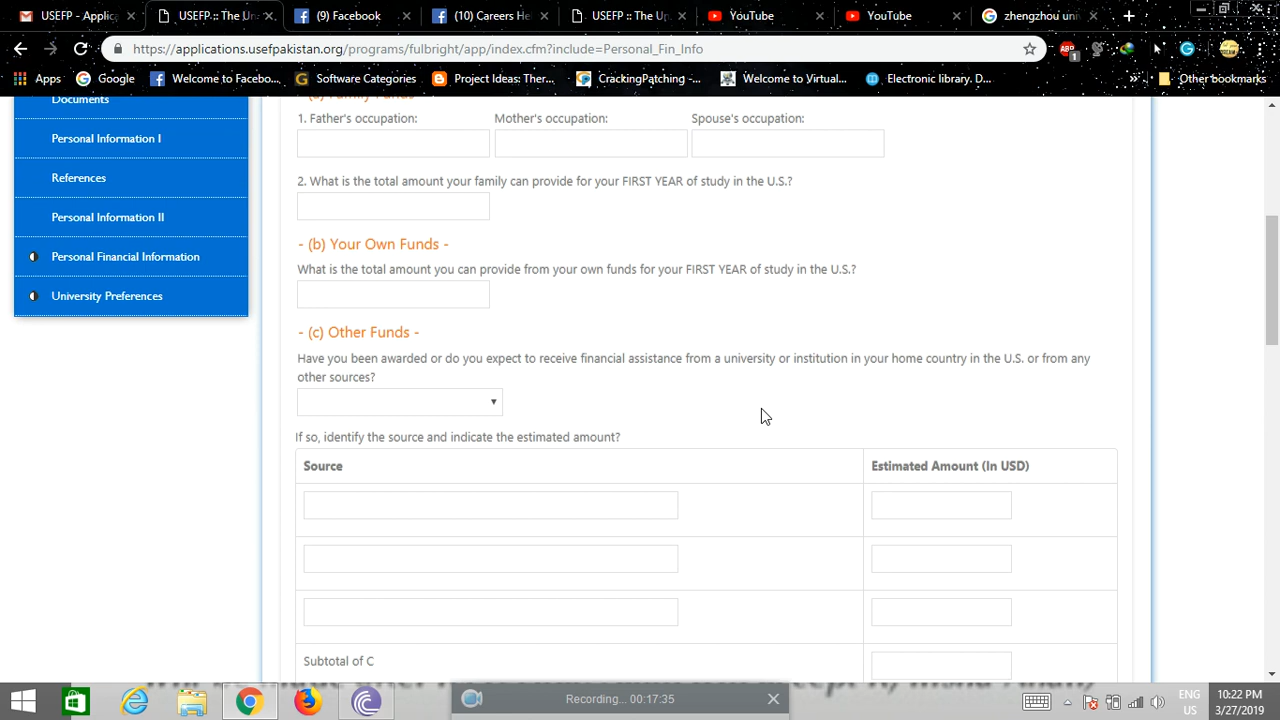 USEFP - Applica
USEFP :: The Un
(9) Facebook
(10) Careers He
USEFP :: The Up
YouTube
YouTube
zhengzhou uni
https://applications.usefpakistan.org/programs/fulbright/app/index.cfm?include=Personal_Fin_Info
Apps
Google
Welcome to Facebo...
Software Categories
Project Ideas: Ther...
CrackingPatching -...
Welcome to Virtual...
Electronic library. D...
Other bookmarks
Documents
Personal Information I
References
Personal Information II
Personal Financial Information
University Preferences
- (a) Family Funds -
1. Father's occupation:
Mother's occupation:
Spouse's occupation:
2. What is the total amount your family can provide for your FIRST YEAR of study in the U.S.?
- (b) Your Own Funds -
What is the total amount you can provide from your own funds for your FIRST YEAR of study in the U.S.?
- (c) Other Funds -
Have you been awarded or do you expect to receive financial assistance from a university or institution in your home country in the U.S. or from any
other sources?
If so, identify the source and indicate the estimated amount?
Source
Estimated Amount (In USD)
Subtotal of C
Recording... 00:17:35
ENG
US
10:22 PM
3/27/2019